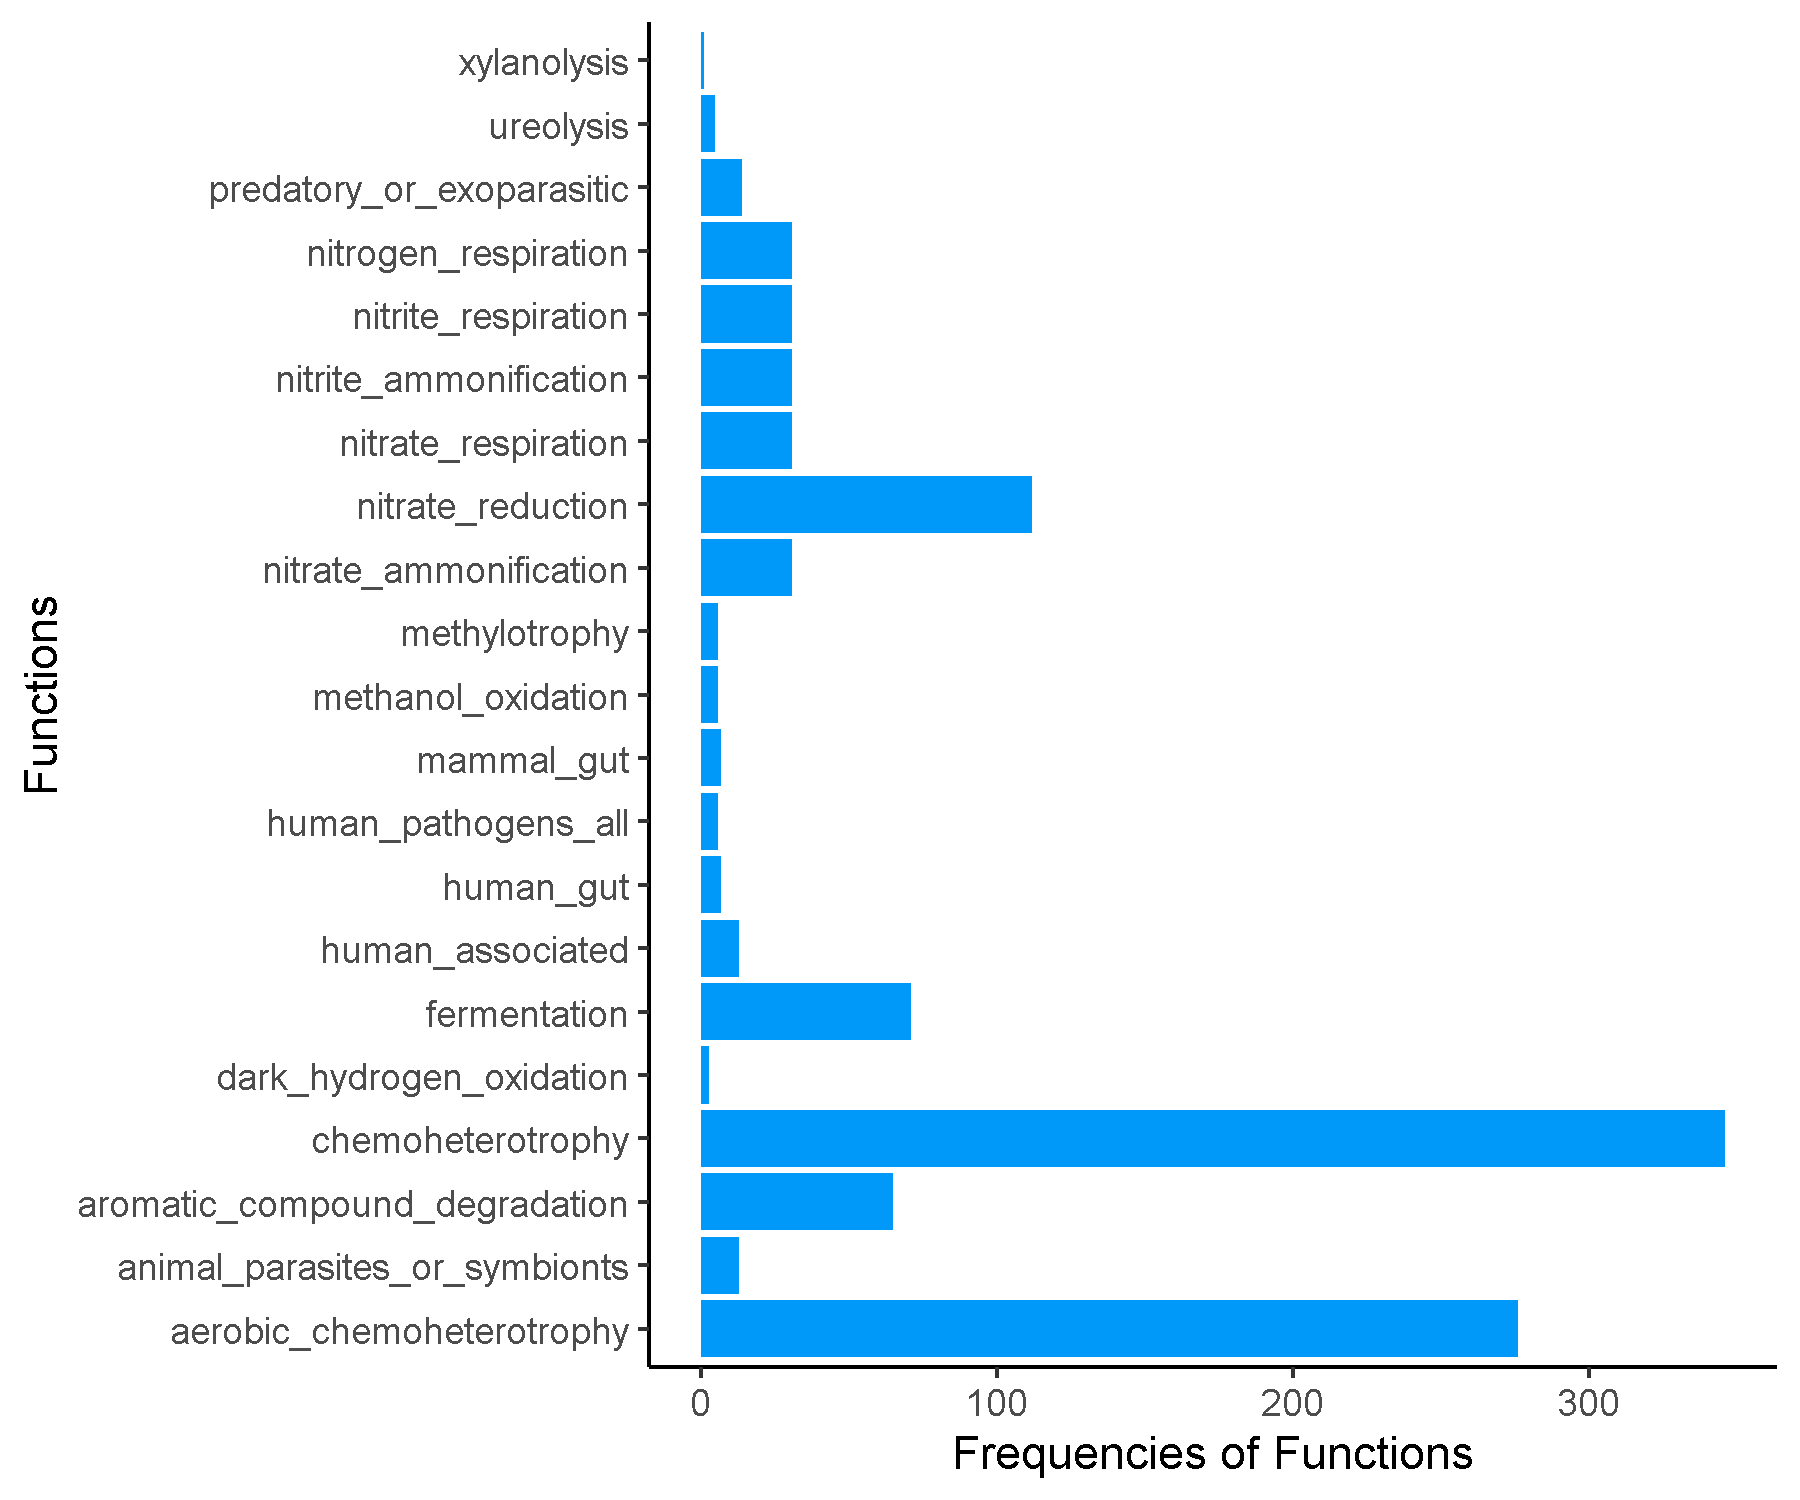 xylanolysis
ureolysis
predatory_or_exoparasitic
nitrogen_respiration
nitrite_respiration
nitrite_ammonification
nitrate_respiration
nitrate_reduction
nitrate_ammonification
methylotrophy
methanol_oxidation
mammal_gut
human_pathogens_all
human_gut
human_associated
fermentation
dark_hydrogen_oxidation
chemoheterotrophy
aromatic_compound_degradation
animal_parasites_or_symbionts
aerobic_chemoheterotrophy
Functions
0 100 200 300
Frequencies of Functions